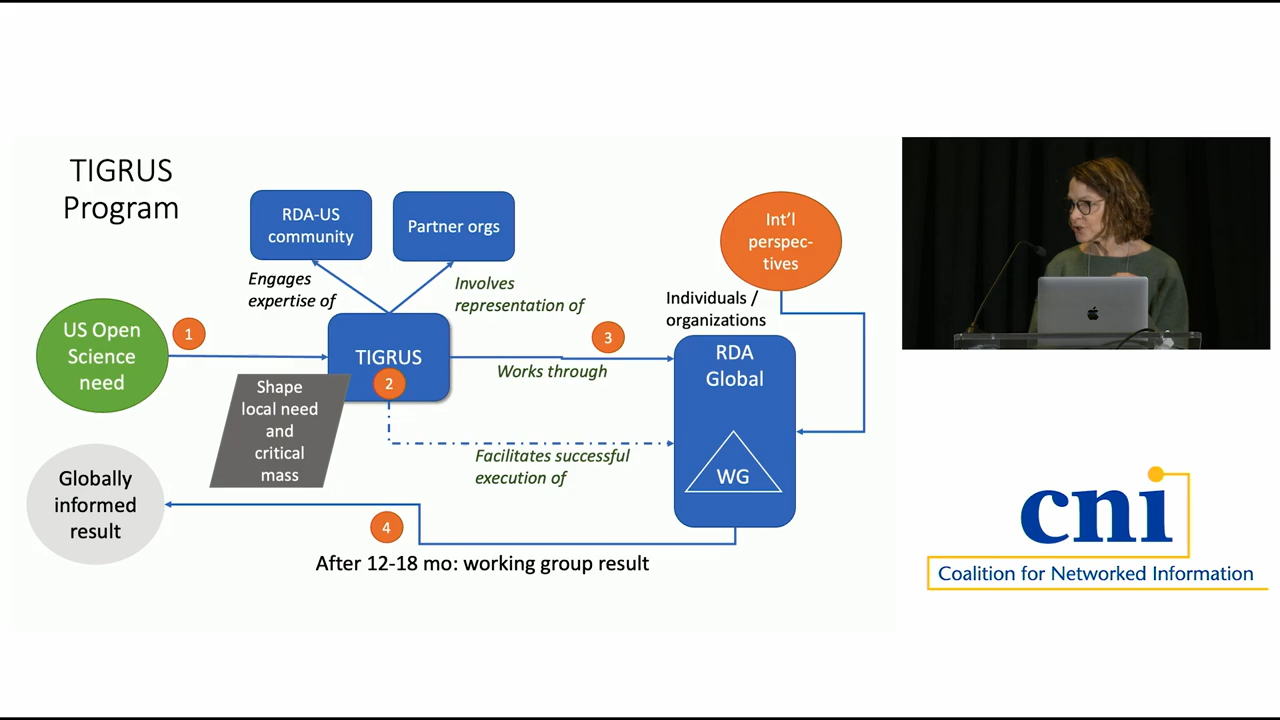 TIGRUS
Program
RDA-US
community
Partner orgs
Int’l
perspec-
tives
Engages
expertise of
Involves
representation of
Individuals /
organizations
US Open
Science
need
1
TIGRUS
2
3
Works through
RDA
Global
Shape
local need
and
critical
mass
Facilitates successful
execution of
WG
Globally
informed
result
4
After 12-18 mo: working group result
cni
Coalition for Networked Information